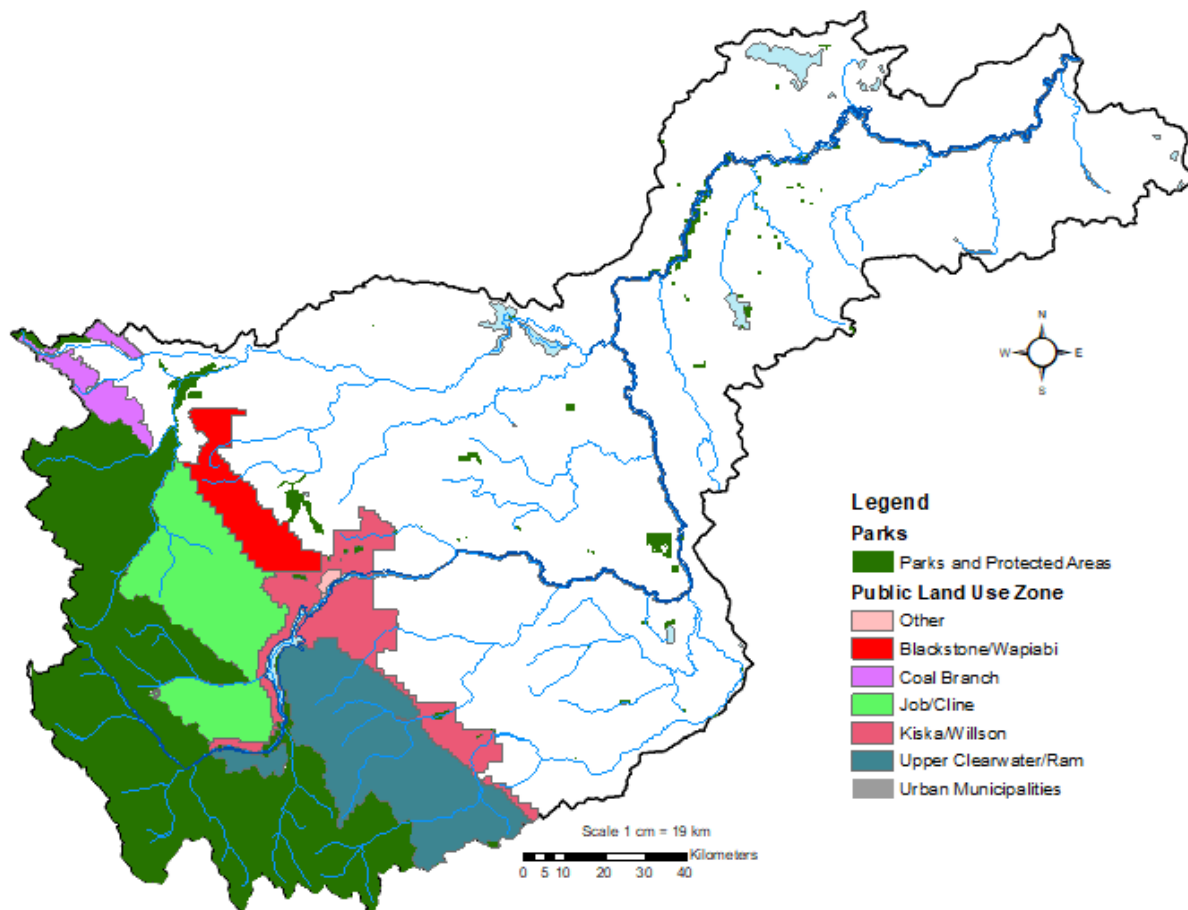 N
W E
S
Legend
Parks
Parks and Protected Areas
Public Land Use Zone
Other
Blackstone/Wapiabi
Coal Branch
Job/Cline
Kiska/Willson
Upper Clearwater/Ram
Urban Municipalities
Scale 1 cm = 19 km
Kilometers
0 5 10 20 30 40